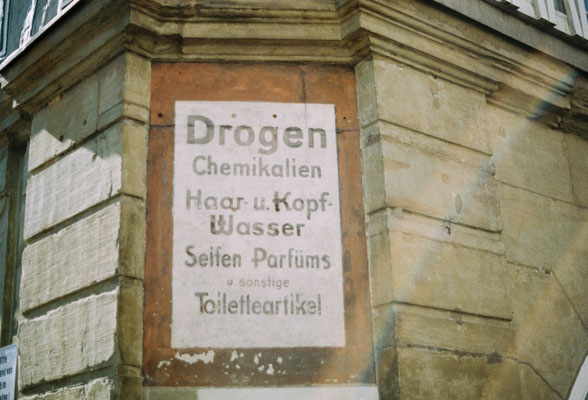 Drogen
Chemikalien
Haar- u. Kopf-
Wasser
Seifen Parfüms
u. sonstige
Toiletteartikel